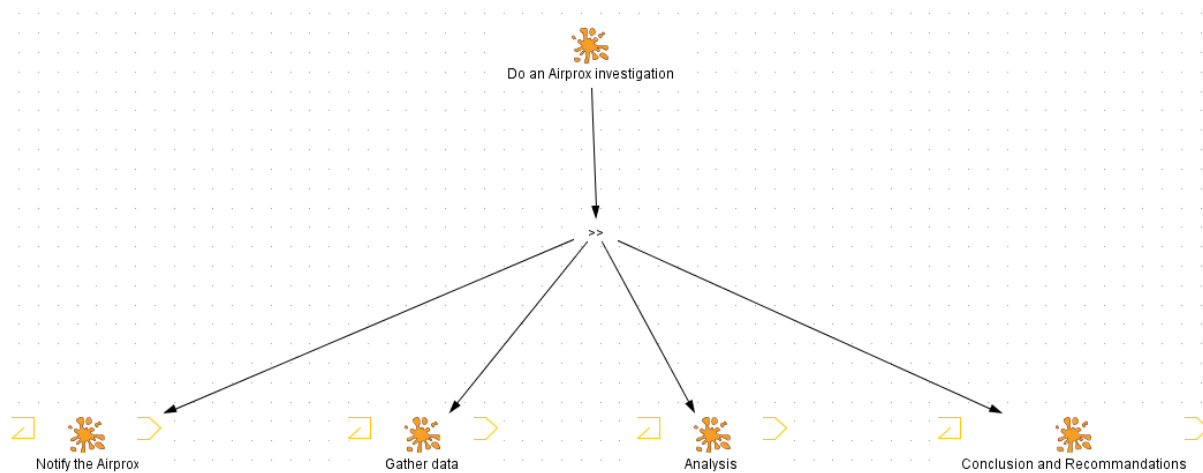 Do an Airprox investigation
>>
Notify the Airprox
Gather data
Analysis
Conclusion and Recommandations